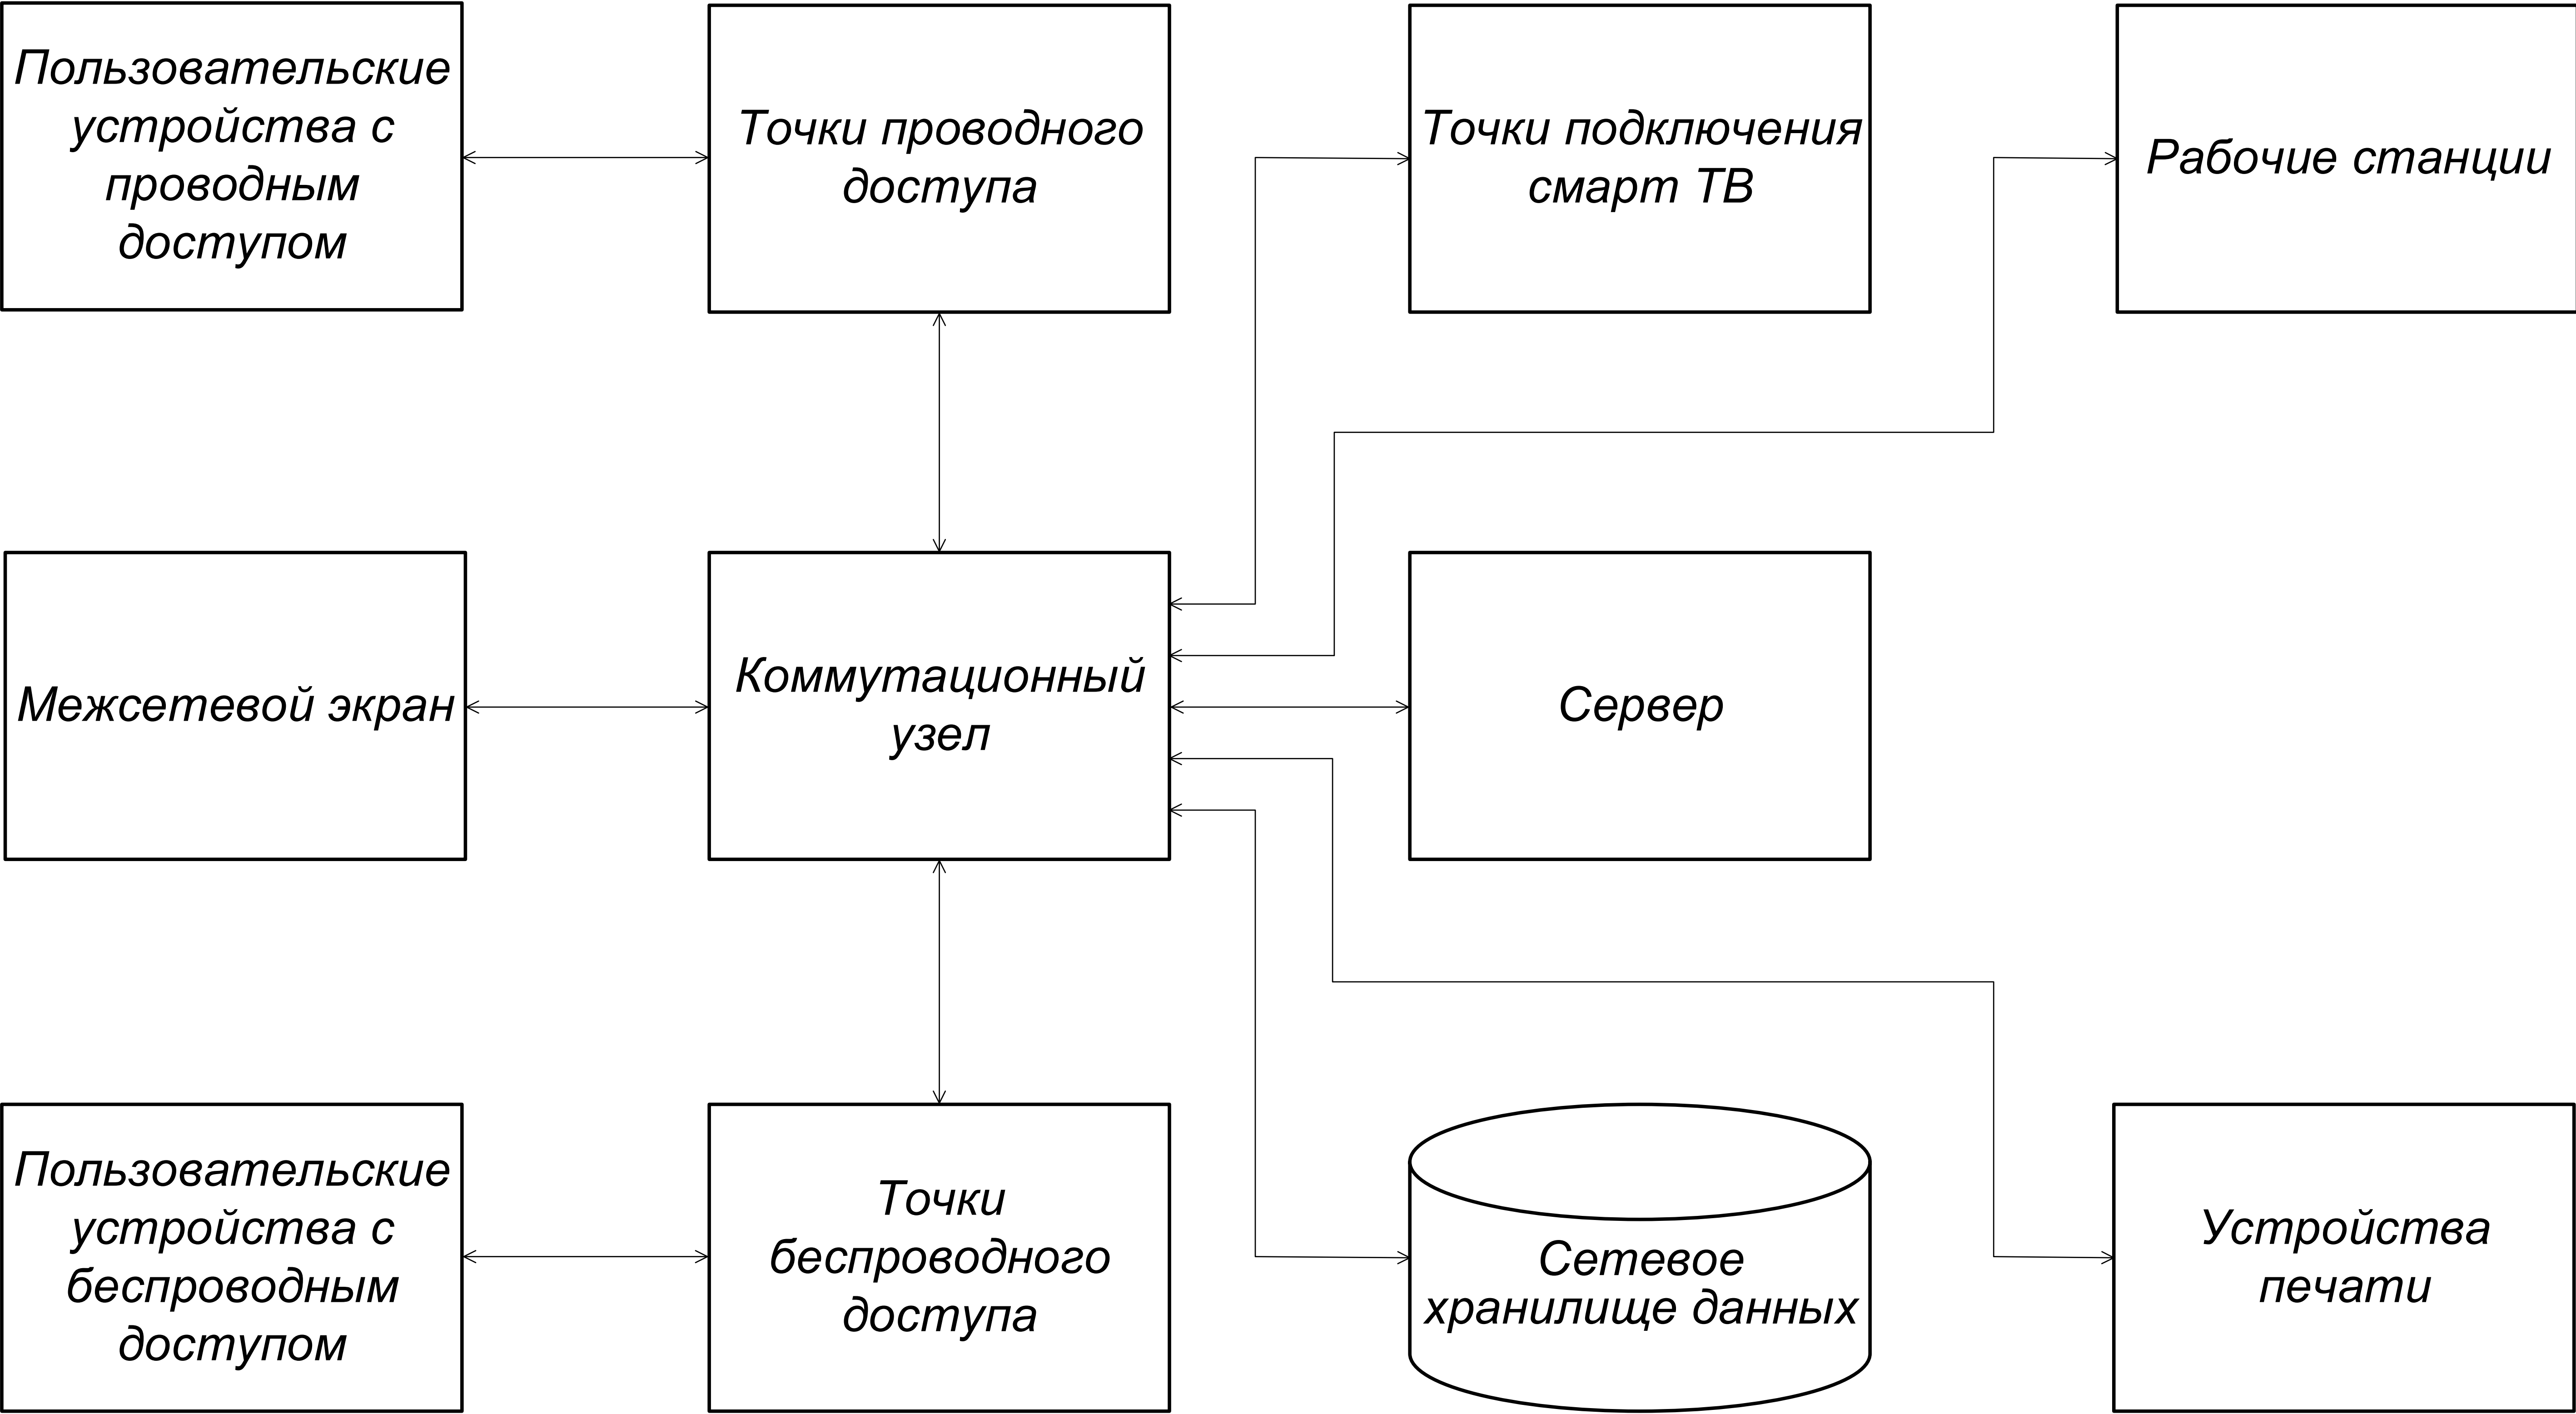 Пользовательские
устройства с
проводным
доступом
Точки проводного
доступа
Точки подключения
смарт ТВ
Рабочие станции
Межсетевой экран
Коммутационный
узел
Сервер
Пользовательские
устройства с
беспроводным
доступом
Точки
беспроводного
доступа
Сетевое
хранилище данных
Устройства
печати